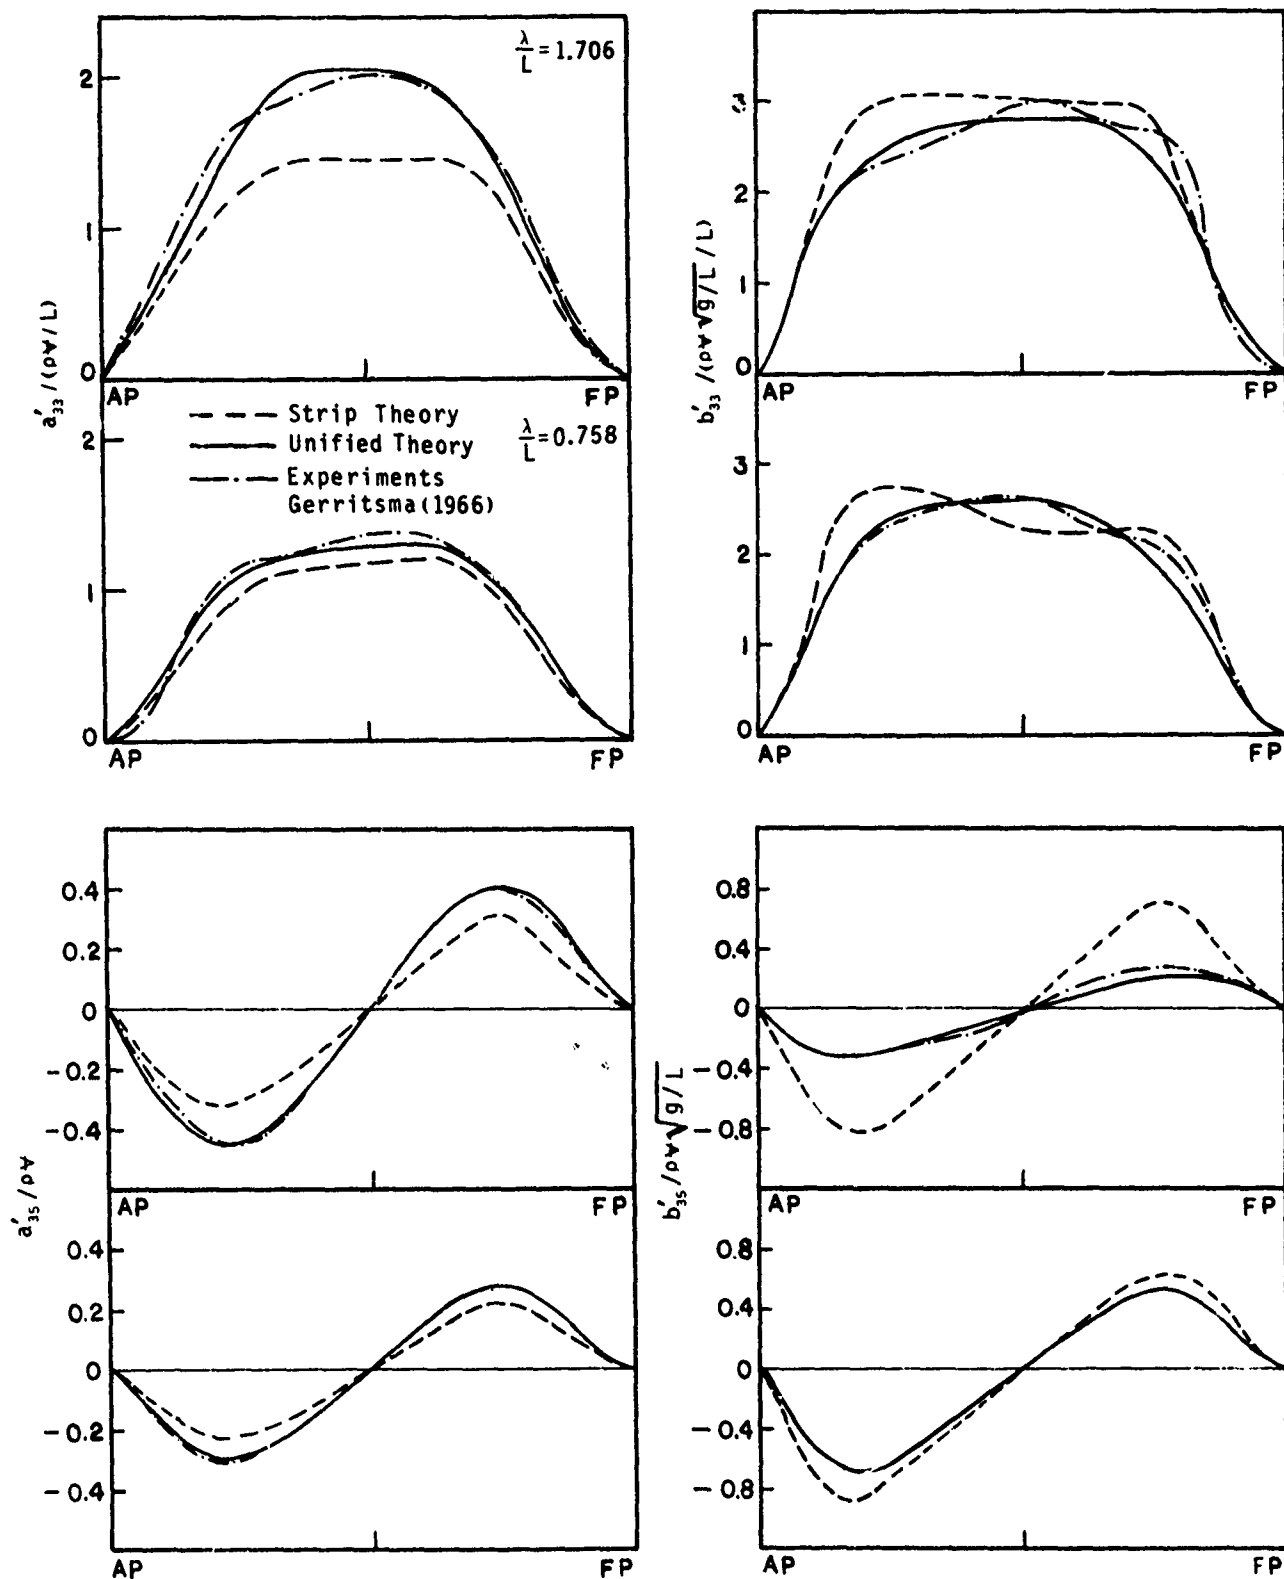 λ/L = 1.706
2
1
0
a′33 / (ρ∀/L)
AP
FP
--- Strip Theory
— Unified Theory
—·— Experiments
Gerritsma (1966)
λ/L = 0.758
2
1
0
AP
FP
3
2
1
0
b′33 / (ρ∀√g/L / L)
AP
FP
3
2
1
0
AP
FP
0.4
0.2
0
-0.2
-0.4
a′35 / ρ∀
AP
FP
0.4
0.2
0
-0.2
-0.4
AP
FP
0.8
0.4
0
-0.4
-0.8
b′35 / ρ∀√g/L
AP
FP
0.8
0.4
0
-0.4
-0.8
AP
FP